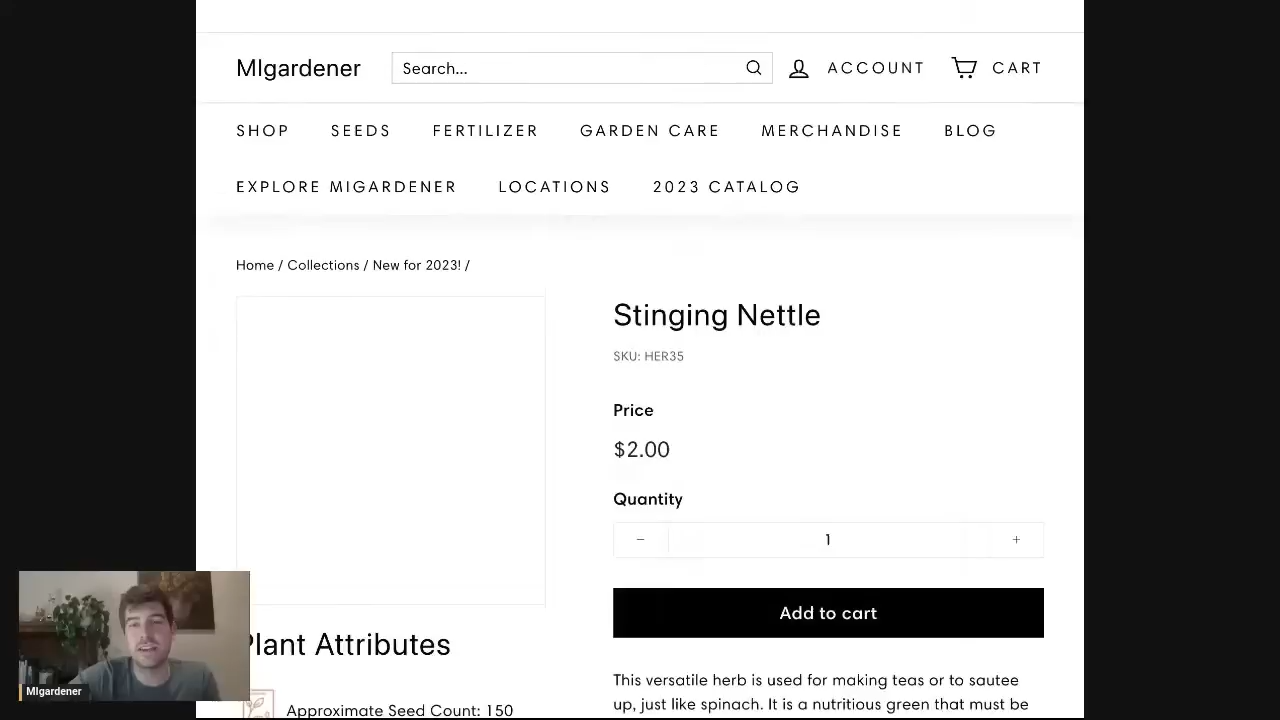 MIgardener
Search...
ACCOUNT
CART
SHOP SEEDS FERTILIZER GARDEN CARE MERCHANDISE BLOG
EXPLORE MIGARDENER LOCATIONS 2023 CATALOG
Home / Collections / New for 2023! /
Stinging Nettle
SKU: HER35
Price
$2.00
Quantity
− 1 +
Add to cart
Plant Attributes
Approximate Seed Count: 150
This versatile herb is used for making teas or to sautee
up, just like spinach. It is a nutritious green that must be
MIgardener